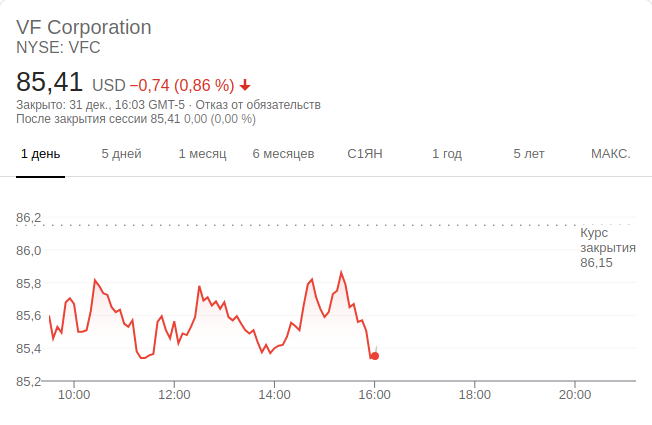 VF Corporation
NYSE: VFC
85,41 USD −0,74 (0,86 %)
Закрыто: 31 дек., 16:03 GMT-5 · Отказ от обязательств
После закрытия сессии 85,41 0,00 (0,00 %)
1 день 5 дней 1 месяц 6 месяцев С1ЯН 1 год 5 лет МАКС.
86,2
Курс
закрытия
86,15
86,0
85,8
85,6
85,4
85,2
10:00 12:00 14:00 16:00 18:00 20:00